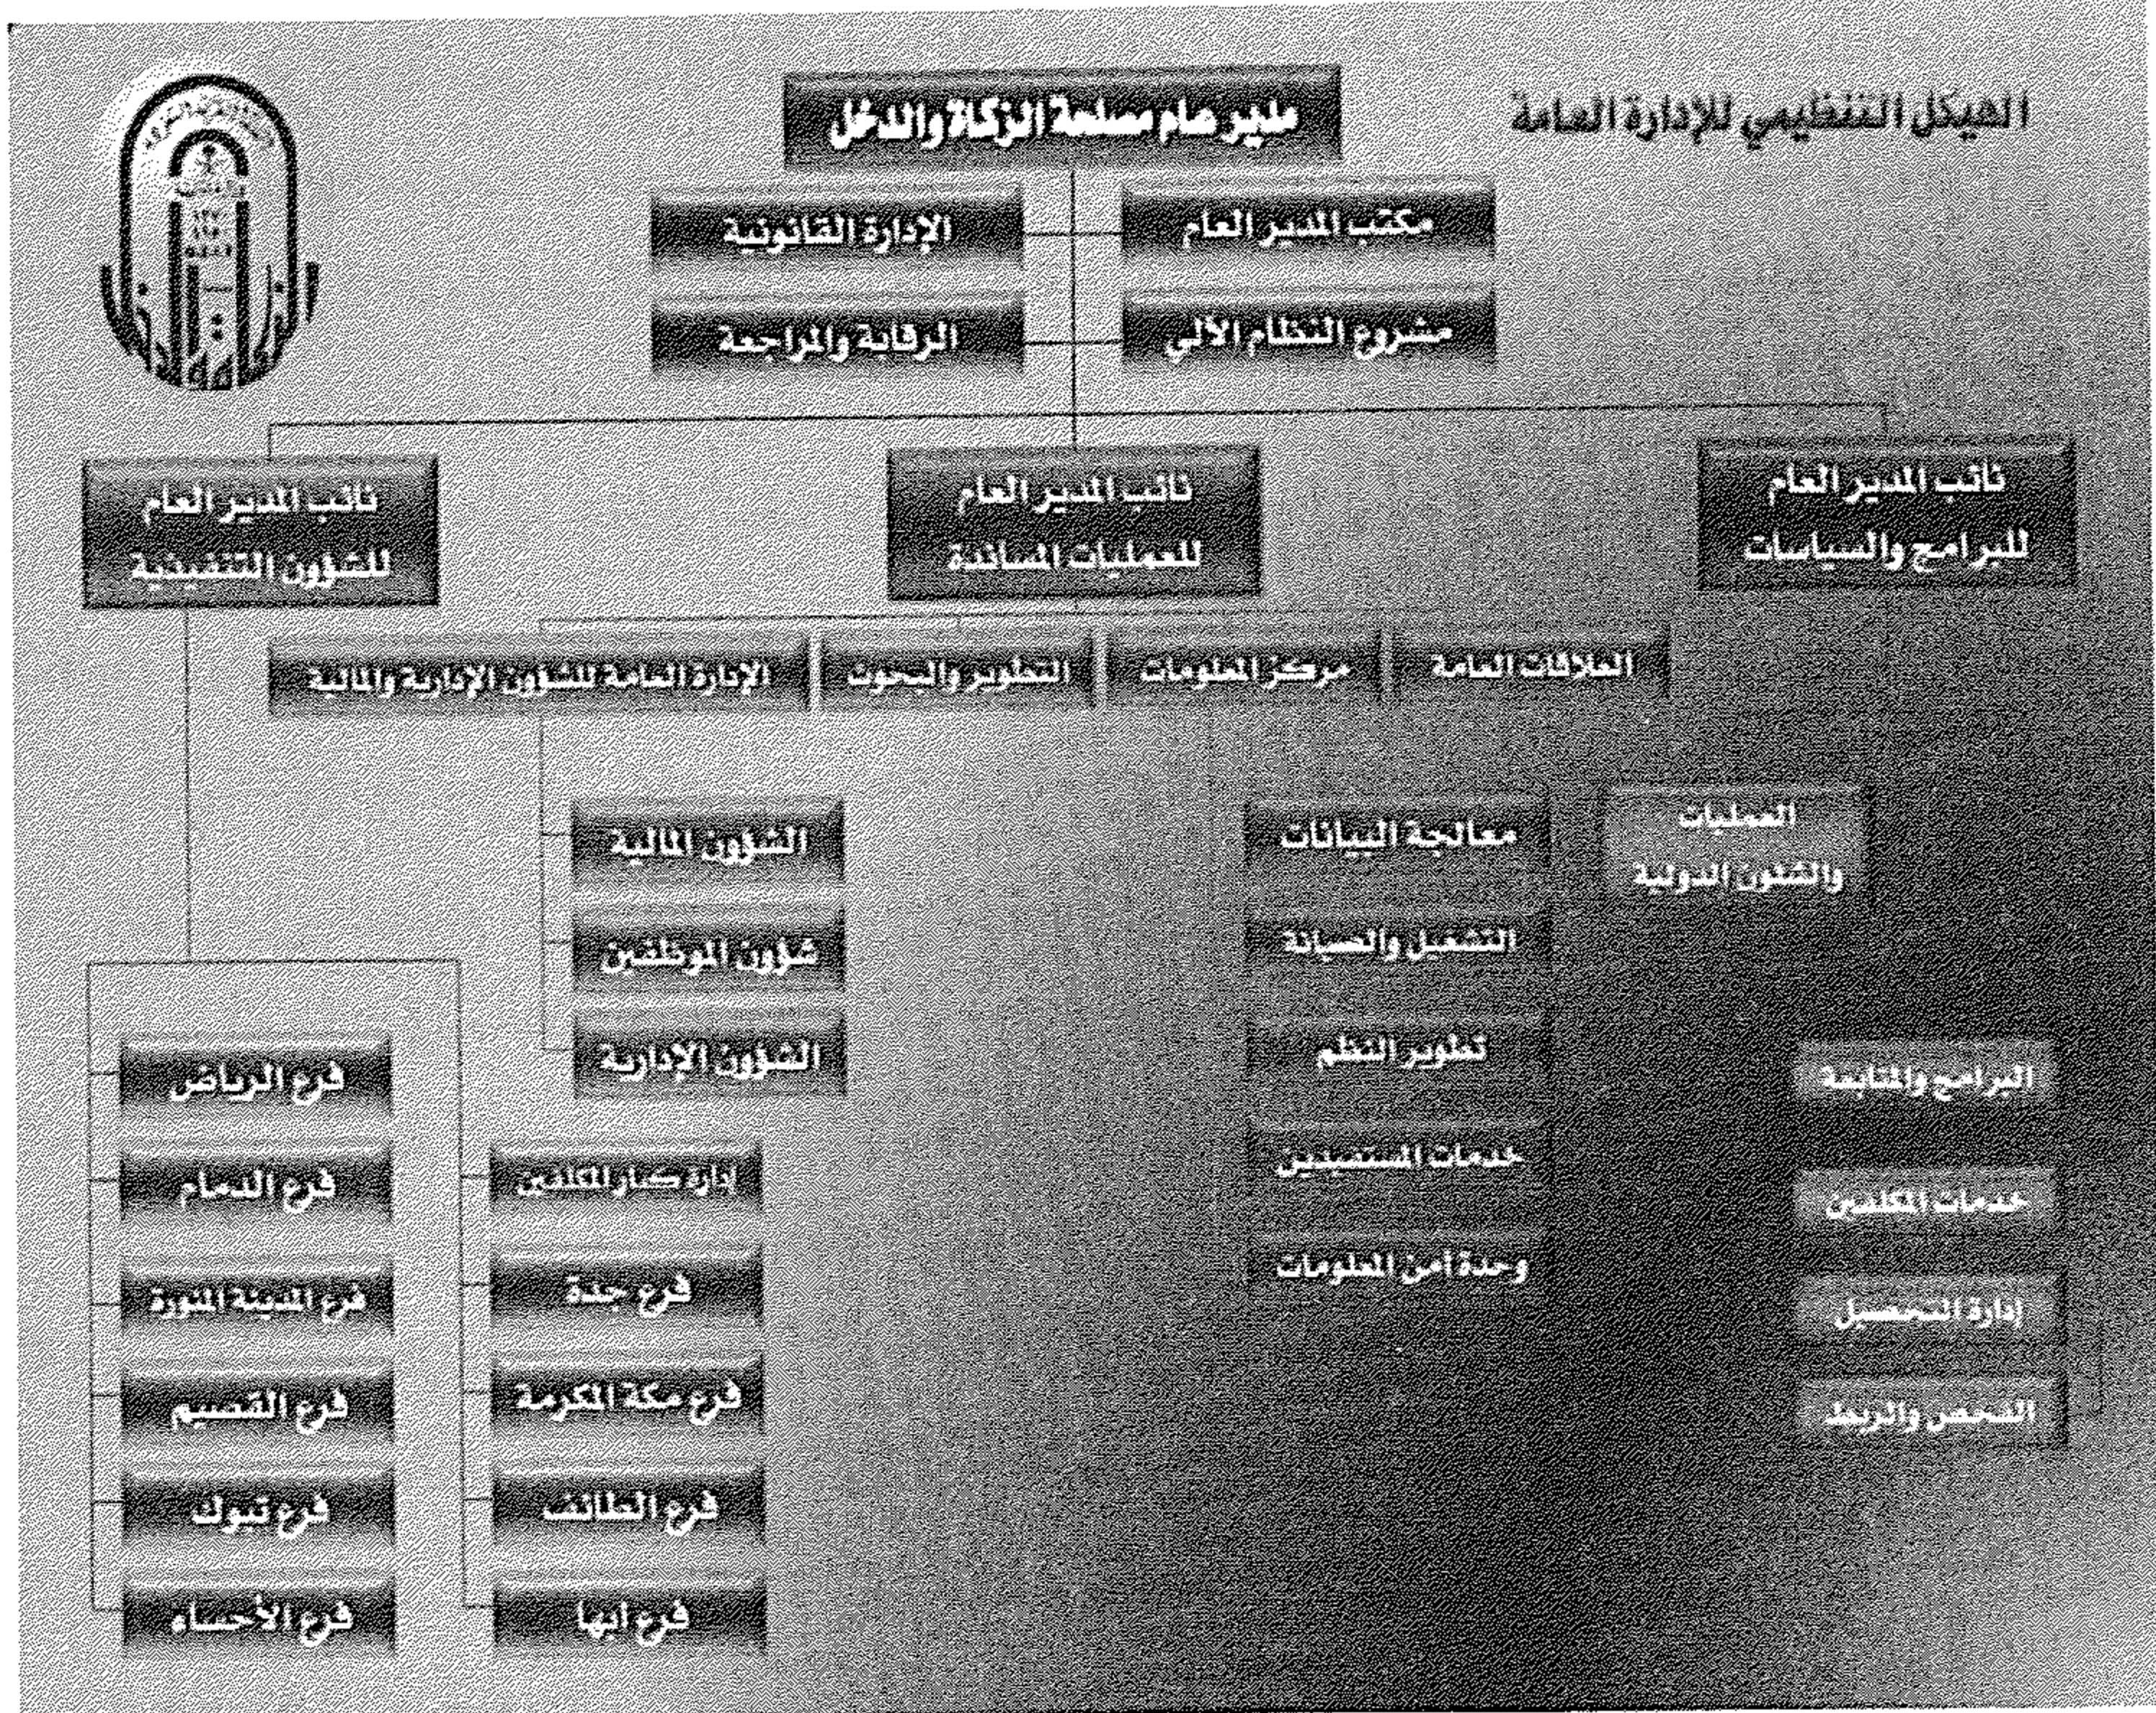 الهيكل التنظيمي للإدارة العامة
مدير عام مصلحة الزكاة والدخل
مكتب المدير العام
الإدارة القانونية
مشروع النظام الآلي
الرقابة والمراجعة
نائب المدير العام
للبرامج والسياسات
نائب المدير العام
للعمليات المساندة
نائب المدير العام
للشؤون التنفيذية
العلاقات العامة
مركز المعلومات
التطوير والبحوث
الإدارة العامة للشؤون الإدارية والمالية
العمليات
والشئون الدولية
البرامج والمتابعة
خدمات المكلفين
إدارة التحصيل
الفحص والربط
معالجة البيانات
التشغيل والصيانة
تطوير النظم
خدمات المستفيدين
وحدة أمن المعلومات
الشؤون المالية
شؤون الموظفين
الشؤون الإدارية
إدارة كبار المكلفين
فرع جدة
فرع مكة المكرمة
فرع الطائف
فرع ابها
فرع الرياض
فرع الدمام
فرع المدينة المنورة
فرع القصيم
فرع تبوك
فرع الأحساء